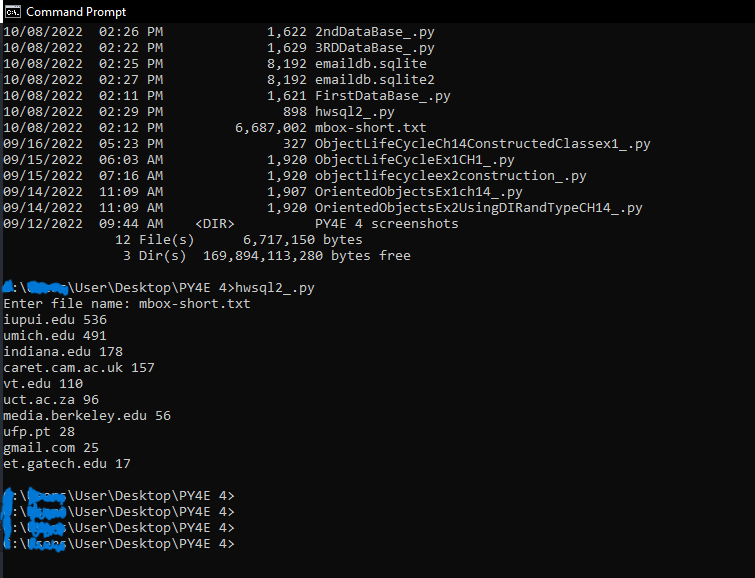 Command Prompt
10/08/2022  02:26 PM             1,622 2ndDataBase_.py
10/08/2022  02:22 PM             1,629 3RDDataBase_.py
10/08/2022  02:25 PM             8,192 emaildb.sqlite
10/08/2022  02:27 PM             8,192 emaildb.sqlite2
10/08/2022  02:11 PM             1,621 FirstDataBase_.py
10/08/2022  02:29 PM               898 hwsql2_.py
10/08/2022  02:12 PM         6,687,002 mbox-short.txt
09/16/2022  05:23 PM               327 ObjectLifeCycleCh14ConstructedClassex1_.py
09/15/2022  06:03 AM             1,920 ObjectLifeCycleEx1CH1_.py
09/15/2022  07:16 AM             1,920 objectlifecycleex2construction_.py
09/14/2022  11:09 AM             1,907 OrientedObjectsEx1ch14_.py
09/14/2022  11:09 AM             1,920 OrientedObjectsEx2UsingDIRandTypeCH14_.py
09/12/2022  09:44 AM    <DIR>          PY4E 4 screenshots
12 File(s)      6,717,150 bytes
3 Dir(s)  169,894,113,280 bytes free
:\ \User\Desktop\PY4E 4>hwsql2_.py
Enter file name: mbox-short.txt
iupui.edu 536
umich.edu 491
indiana.edu 178
caret.cam.ac.uk 157
vt.edu 110
uct.ac.za 96
media.berkeley.edu 56
ufp.pt 28
gmail.com 25
et.gatech.edu 17
:\ \User\Desktop\PY4E 4>
:\ \User\Desktop\PY4E 4>
:\ \User\Desktop\PY4E 4>
:\ \User\Desktop\PY4E 4>